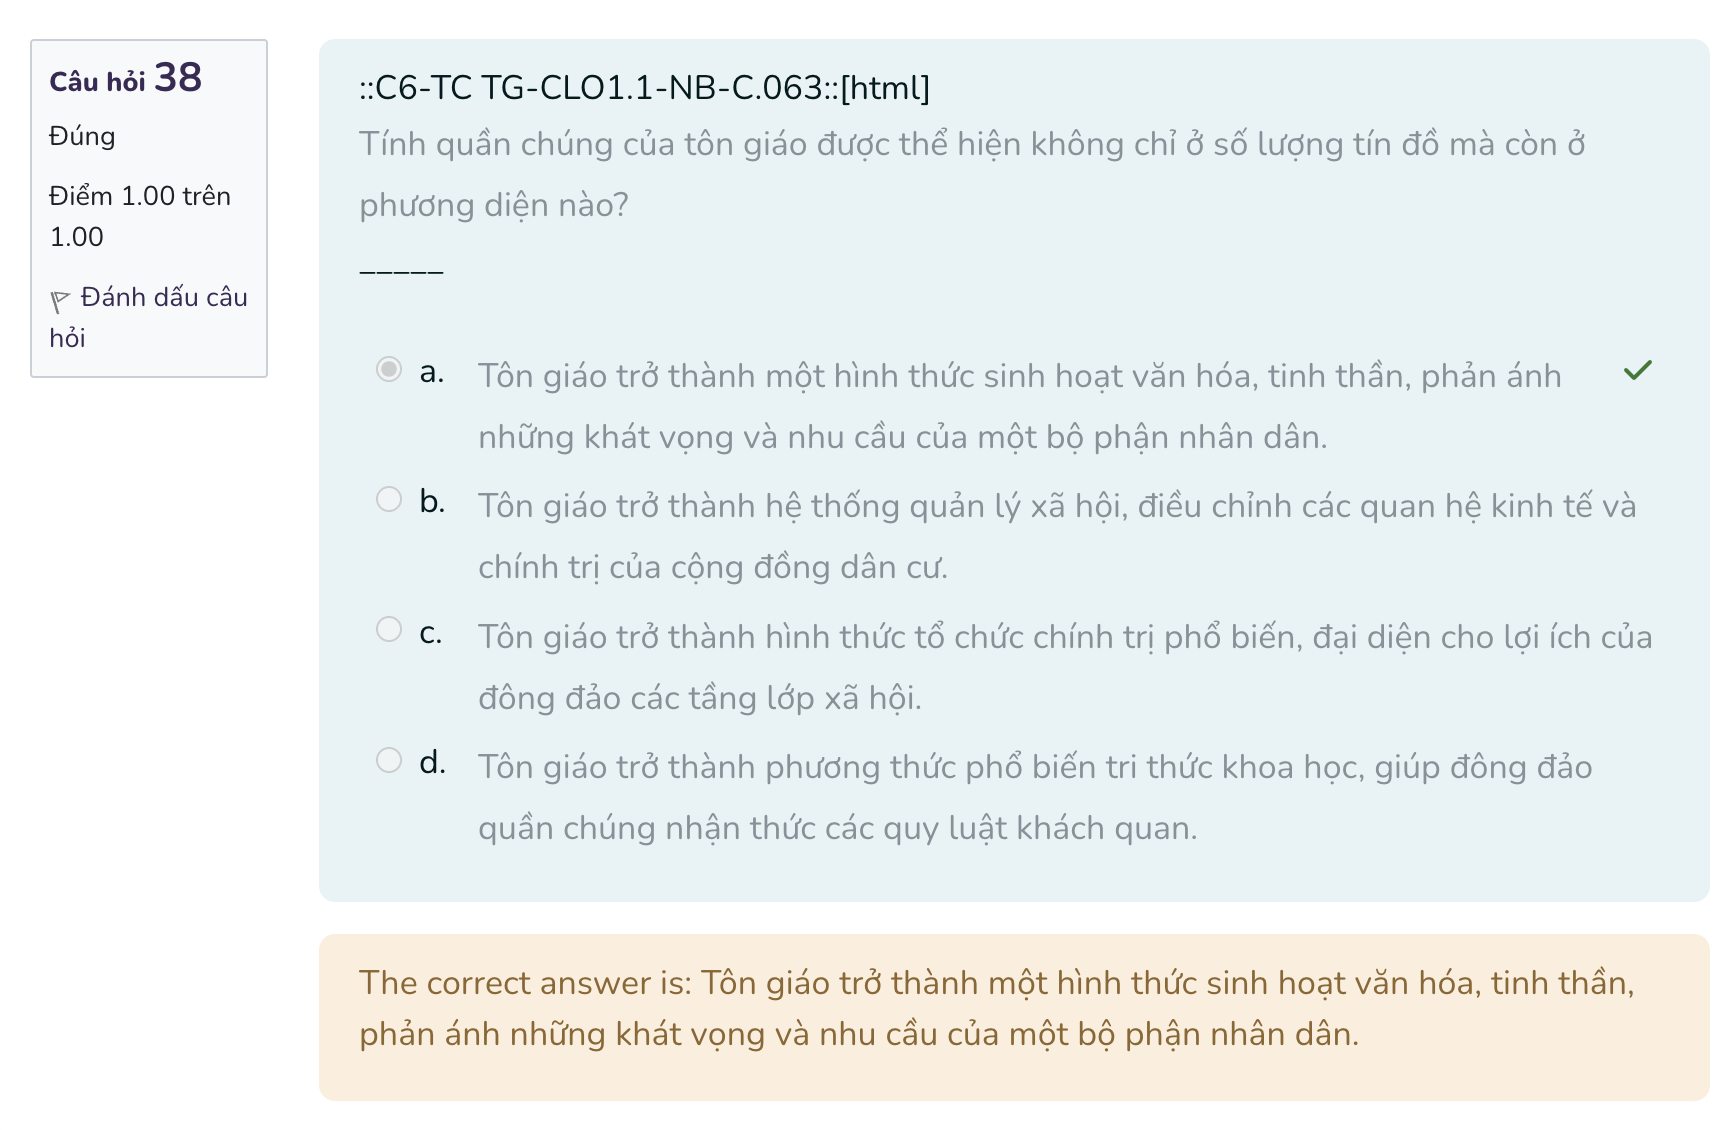 Câu hỏi 38
Đúng
Điểm 1.00 trên
1.00
Đánh dấu câu
hỏi
::C6-TC TG-CLO1.1-NB-C.063::[html]
Tính quần chúng của tôn giáo được thể hiện không chỉ ở số lượng tín đồ mà còn ở
phương diện nào?
_____
a. Tôn giáo trở thành một hình thức sinh hoạt văn hóa, tinh thần, phản ánh
những khát vọng và nhu cầu của một bộ phận nhân dân.
b. Tôn giáo trở thành hệ thống quản lý xã hội, điều chỉnh các quan hệ kinh tế và
chính trị của cộng đồng dân cư.
c. Tôn giáo trở thành hình thức tổ chức chính trị phổ biến, đại diện cho lợi ích của
đông đảo các tầng lớp xã hội.
d. Tôn giáo trở thành phương thức phổ biến tri thức khoa học, giúp đông đảo
quần chúng nhận thức các quy luật khách quan.
The correct answer is: Tôn giáo trở thành một hình thức sinh hoạt văn hóa, tinh thần,
phản ánh những khát vọng và nhu cầu của một bộ phận nhân dân.